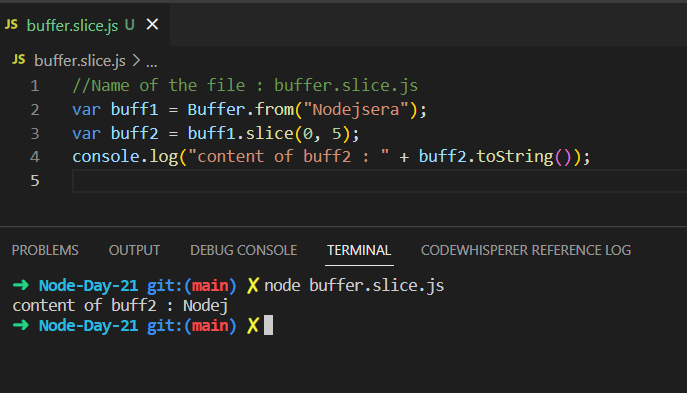 JS buffer.slice.js U ✕
JS buffer.slice.js > ...
1 //Name of the file : buffer.slice.js
2 var buff1 = Buffer.from("Nodejsera");
3 var buff2 = buff1.slice(0, 5);
4 console.log("content of buff2 : " + buff2.toString());
5
PROBLEMS OUTPUT DEBUG CONSOLE TERMINAL CODEWHISPERER REFERENCE LOG
➜ Node-Day-21 git:(main) ✗ node buffer.slice.js
content of buff2 : Nodej
➜ Node-Day-21 git:(main) ✗